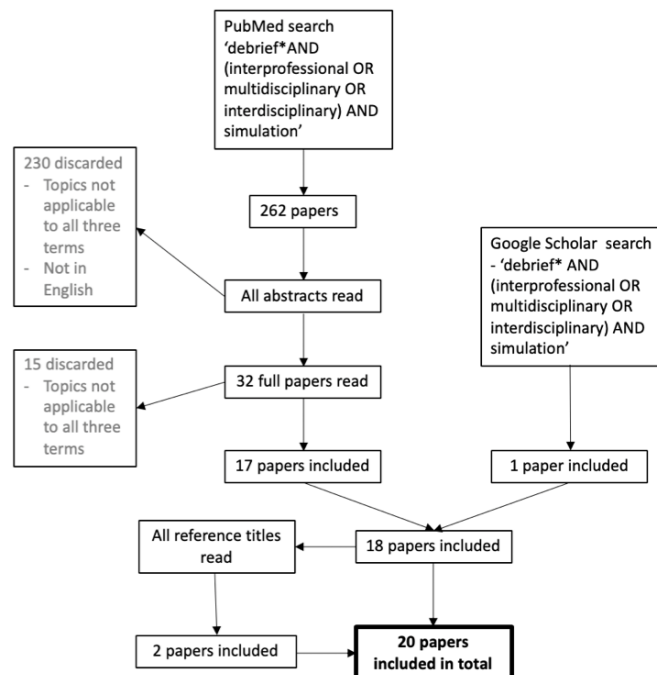 PubMed search
‘debrief*AND
(interprofessional OR
multidisciplinary OR
interdisciplinary) AND
simulation’
230 discarded
- Topics not
applicable
to all three
terms
- Not in
English
262 papers
Google Scholar search
- ‘debrief* AND
(interprofessional OR
multidisciplinary OR
interdisciplinary) AND
simulation’
All abstracts read
15 discarded
- Topics not
applicable
to all three
terms
32 full papers read
17 papers included
1 paper included
All reference titles
read
18 papers included
2 papers included
20 papers
included in total